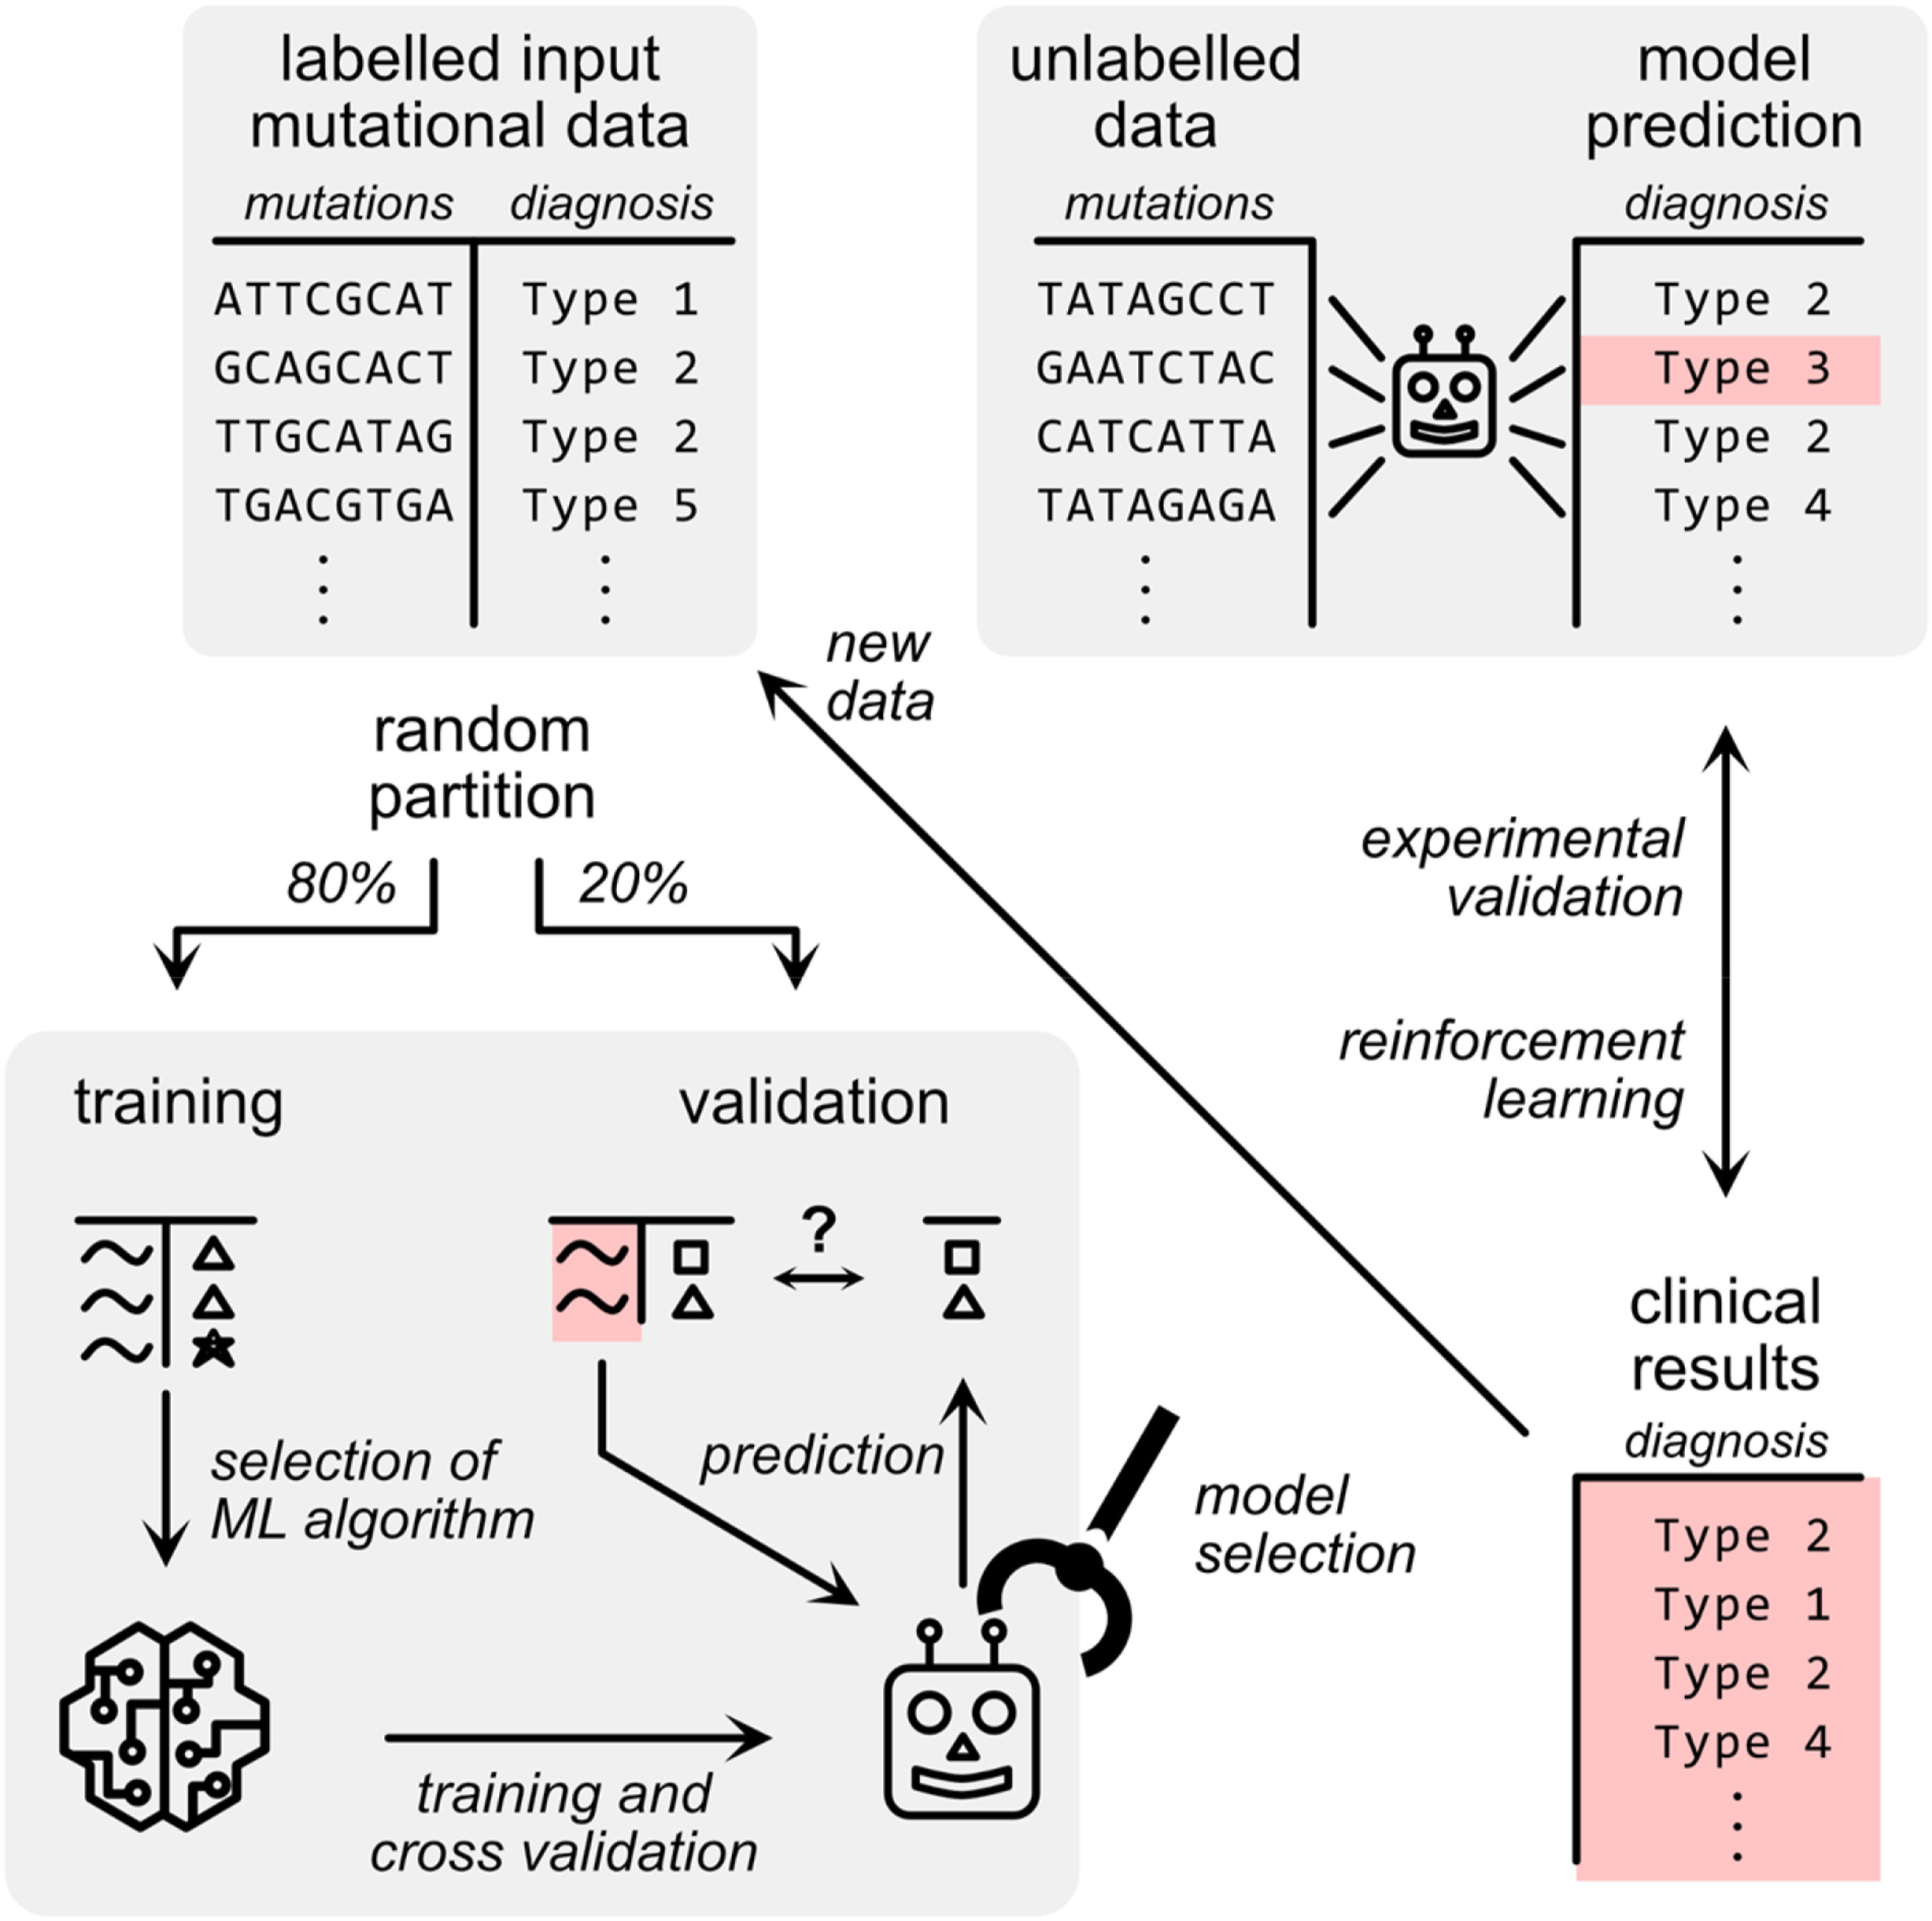 labelled input
mutational data
mutations diagnosis
ATTCGCAT Type 1
GCAGCACT Type 2
TTGCATAG Type 2
TGACGTGA Type 5
unlabelled
data
mutations
TATAGCCT
GAATCTAC
CATCATTA
TATAGAGA
model
prediction
diagnosis
Type 2
Type 3
Type 2
Type 4
new
data
random
partition
80% 20%
experimental
validation
reinforcement
learning
training
validation
?
selection of
ML algorithm
prediction
model
selection
training and
cross validation
clinical
results
diagnosis
Type 2
Type 1
Type 2
Type 4